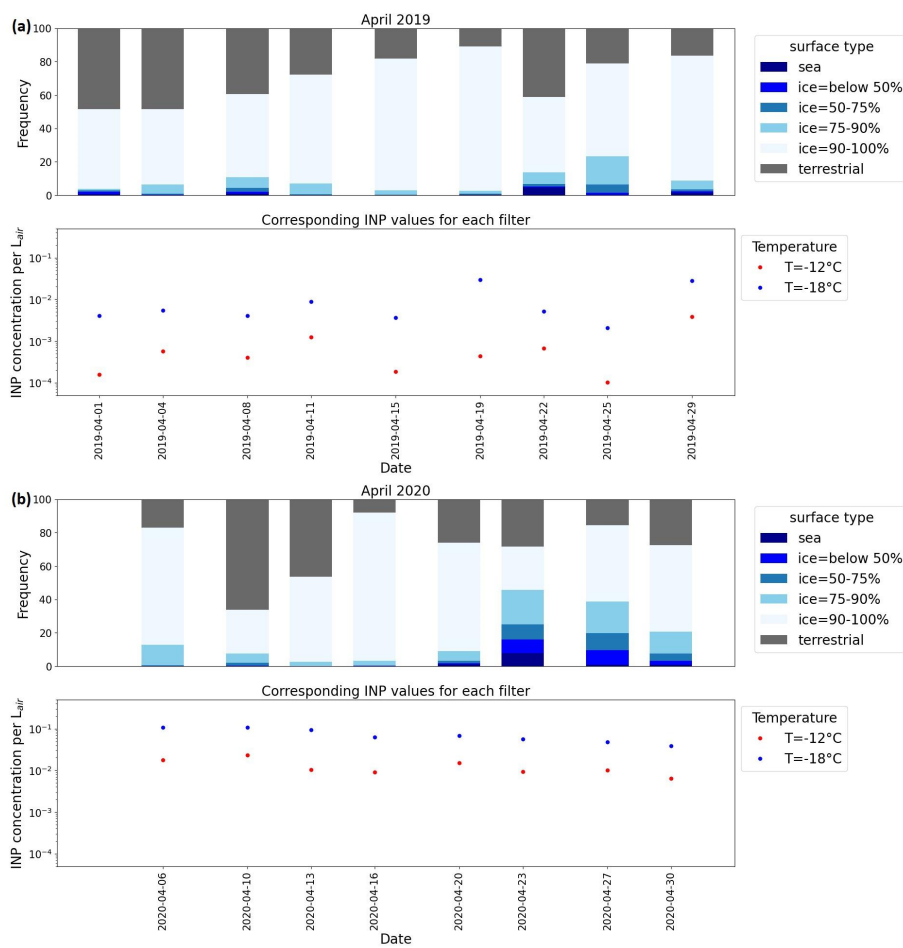 (a)
April 2019
Frequency
100
80
60
40
20
0
surface type
sea
ice=below 50%
ice=50-75%
ice=75-90%
ice=90-100%
terrestrial
Corresponding INP values for each filter
INP concentration per Lair
10⁻¹
10⁻²
10⁻³
10⁻⁴
Temperature
T=-12°C
T=-18°C
2019-04-01
2019-04-04
2019-04-08
2019-04-11
2019-04-15
2019-04-19
2019-04-22
2019-04-25
2019-04-29
Date
(b)
April 2020
Frequency
100
80
60
40
20
0
surface type
sea
ice=below 50%
ice=50-75%
ice=75-90%
ice=90-100%
terrestrial
Corresponding INP values for each filter
INP concentration per Lair
10⁻¹
10⁻²
10⁻³
10⁻⁴
Temperature
T=-12°C
T=-18°C
2020-04-06
2020-04-10
2020-04-13
2020-04-16
2020-04-20
2020-04-23
2020-04-27
2020-04-30
Date